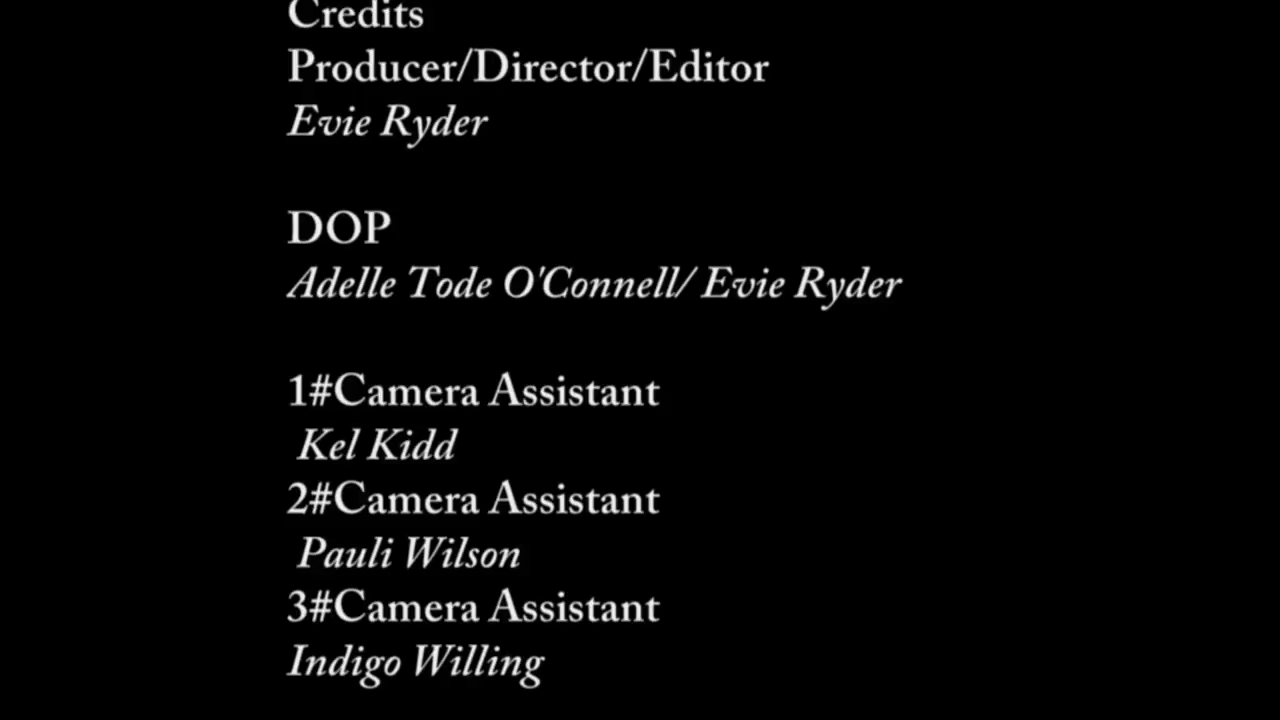 Credits
Producer/Director/Editor
Evie Ryder
DOP
Adelle Tode O'Connell/ Evie Ryder
1#Camera Assistant
Kel Kidd
2#Camera Assistant
Pauli Wilson
3#Camera Assistant
Indigo Willing